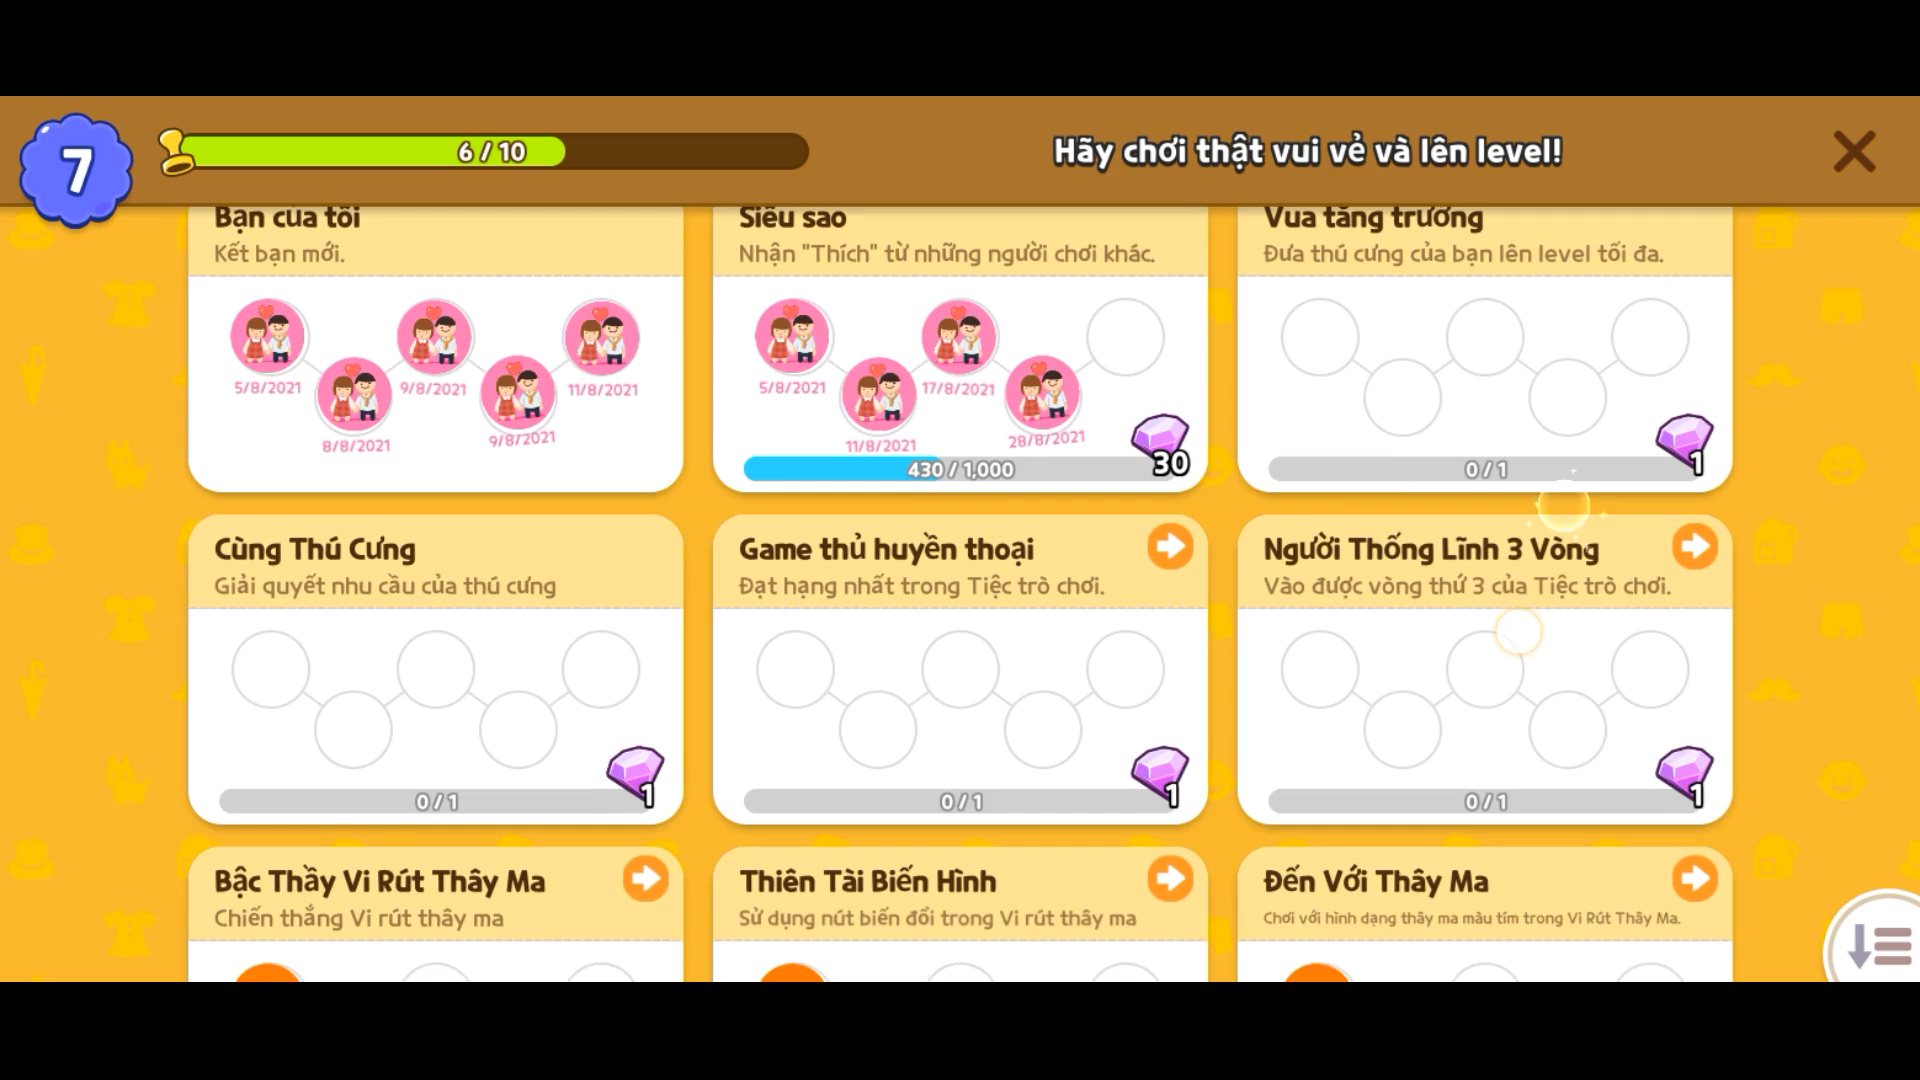 7
6 / 10
Hãy chơi thật vui vẻ và lên level!
Bạn của tôi
Kết bạn mới.
5/8/2021
8/8/2021
9/8/2021
9/8/2021
11/8/2021
Siêu sao
Nhận "Thích" từ những người chơi khác.
5/8/2021
11/8/2021
17/8/2021
28/8/2021
430 / 1,000
30
Vua tăng trưởng
Đưa thú cưng của bạn lên level tối đa.
0 / 1
1
Cùng Thú Cưng
Giải quyết nhu cầu của thú cưng
0 / 1
1
Game thủ huyền thoại
Đạt hạng nhất trong Tiệc trò chơi.
0 / 1
1
Người Thống Lĩnh 3 Vòng
Vào được vòng thứ 3 của Tiệc trò chơi.
0 / 1
1
Bậc Thầy Vi Rút Thây Ma
Chiến thắng Vi rút thây ma
Thiên Tài Biến Hình
Sử dụng nút biến đổi trong Vi rút thây ma
Đến Với Thây Ma
Chơi với hình dạng thây ma màu tím trong Vi Rút Thây Ma.